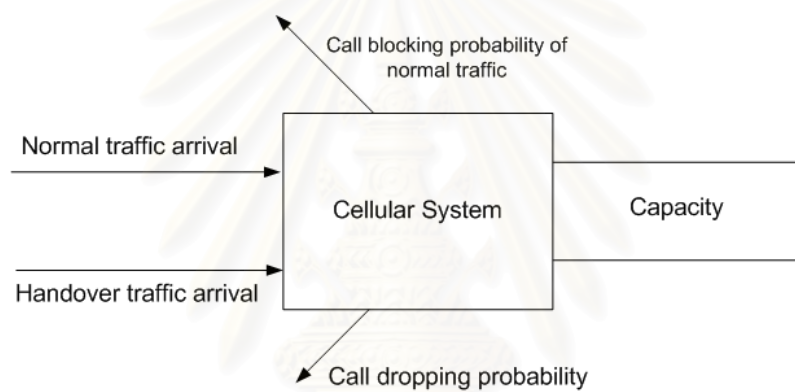 Call blocking probability of
normal traffic
Normal traffic arrival
Cellular System
Capacity
Handover traffic arrival
Call dropping probability